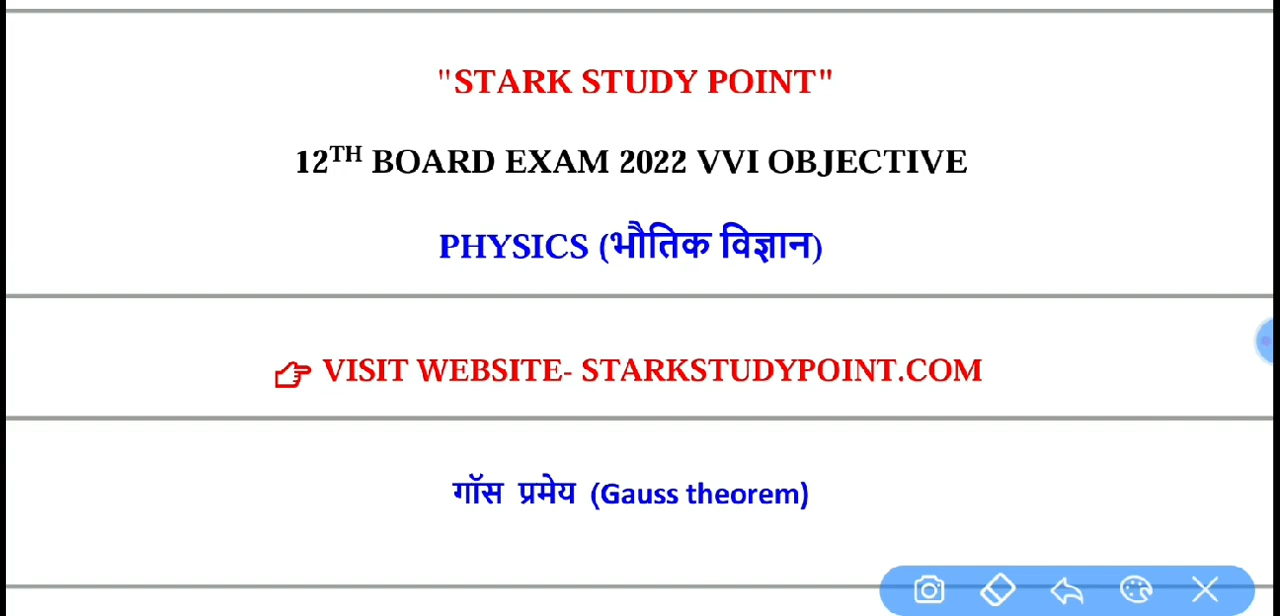 "STARK STUDY POINT"
12TH BOARD EXAM 2022 VVI OBJECTIVE
PHYSICS (भौतिक विज्ञान)
VISIT WEBSITE- STARKSTUDYPOINT.COM
गॉस प्रमेय (Gauss theorem)